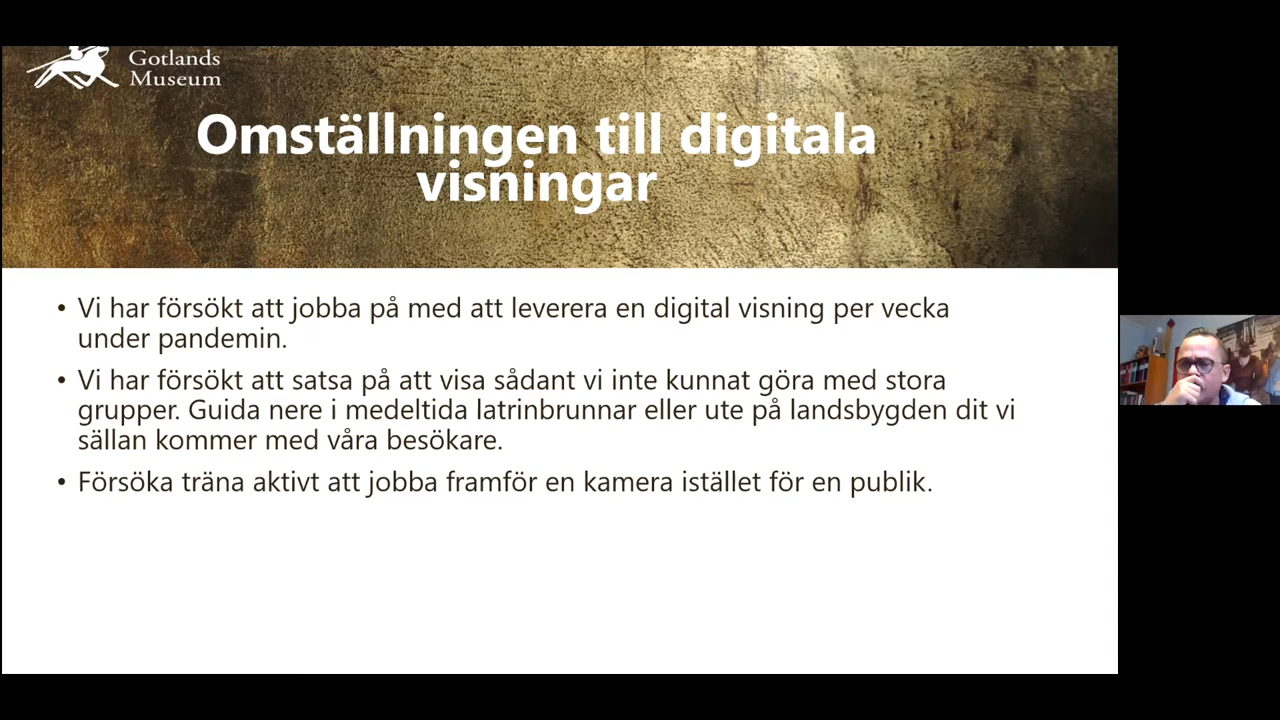 Gotlands
Museum
Omställningen till digitala
visningar
• Vi har försökt att jobba på med att leverera en digital visning per vecka
under pandemin.
• Vi har försökt att satsa på att visa sådant vi inte kunnat göra med stora
grupper. Guida nere i medeltida latrinbrunnar eller ute på landsbygden dit vi
sällan kommer med våra besökare.
• Försöka träna aktivt att jobba framför en kamera istället för en publik.